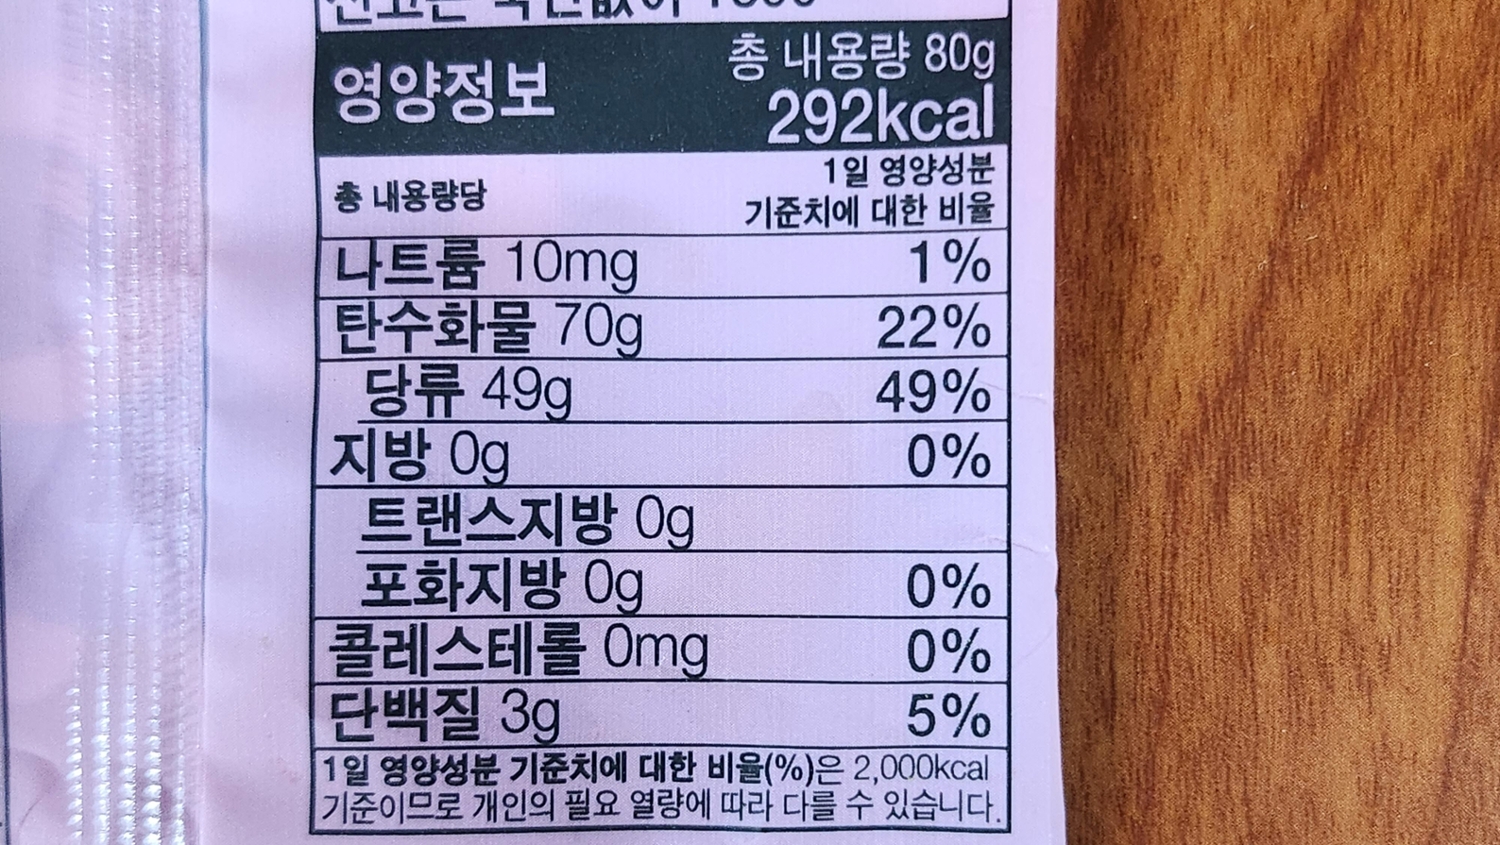 영양정보
총 내용량 80g
292kcal
총 내용량당
1일 영양성분
기준치에 대한 비율
나트륨 10mg 1%
탄수화물 70g 22%
당류 49g 49%
지방 0g 0%
트랜스지방 0g
포화지방 0g 0%
콜레스테롤 0mg 0%
단백질 3g 5%
1일 영양성분 기준치에 대한 비율(%)은 2,000kcal
기준이므로 개인의 필요 열량에 따라 다를 수 있습니다.